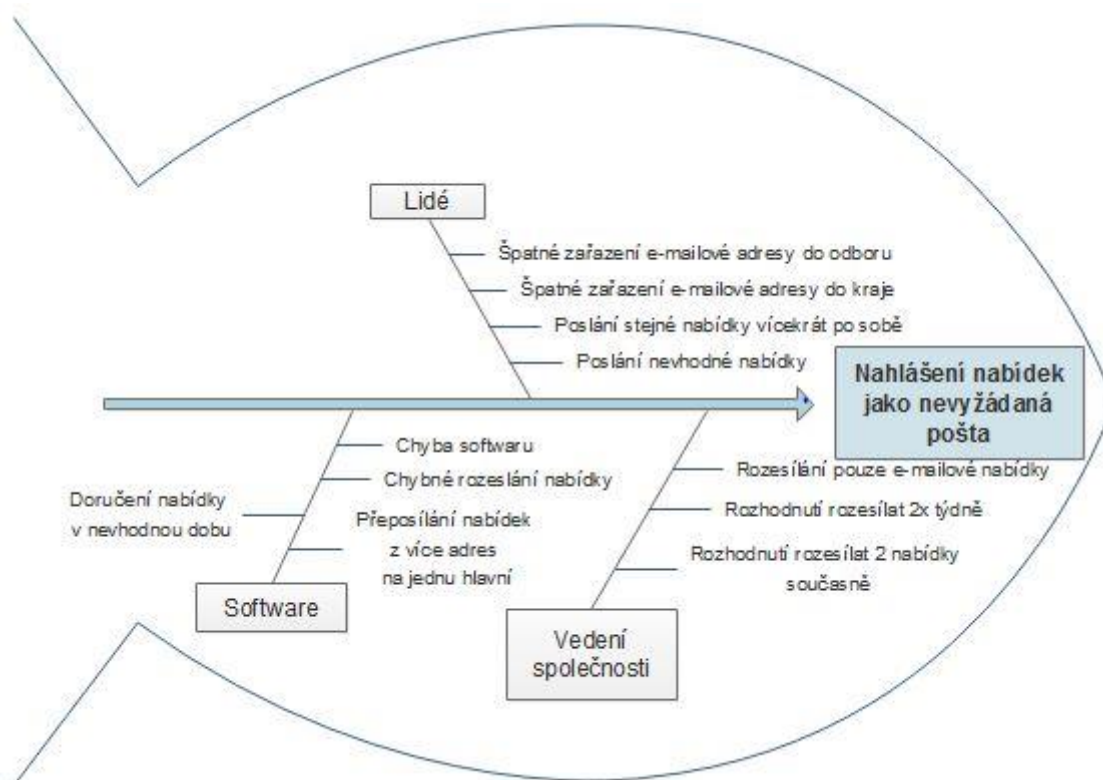 Lidé
Špatné zařazení e-mailové adresy do odboru
Špatné zařazení e-mailové adresy do kraje
Poslání stejné nabídky vícekrát po sobě
Poslání nevhodné nabídky
Nahlášení nabídek
jako nevyžádaná
pošta
Chyba softwaru
Chybné rozeslání nabídky
Doručení nabídky
v nevhodnou dobu
Přeposílání nabídek
z více adres
na jednu hlavní
Software
Rozesílání pouze e-mailové nabídky
Rozhodnutí rozesílat 2x týdně
Rozhodnutí rozesílat 2 nabídky
současně
Vedení
společnosti